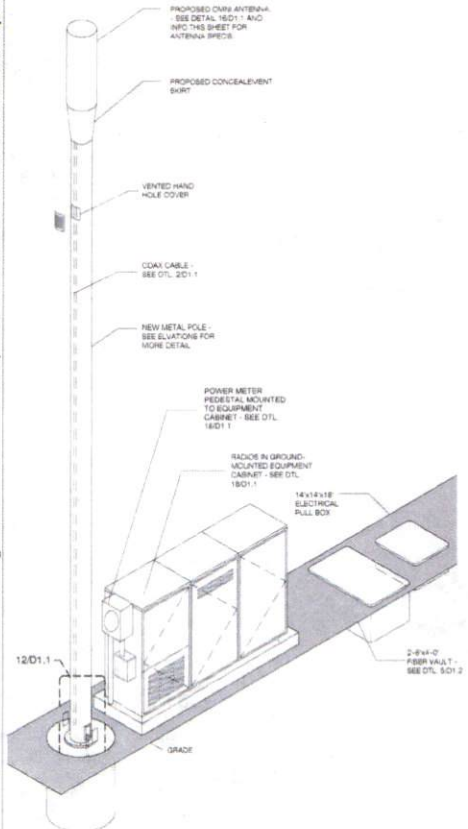 PROPOSED OMNI ANTENNA
- SEE DETAIL 16/D1.1 AND
INFO THIS SHEET FOR
ANTENNA SPECS
PROPOSED CONCEALEMENT
SKIRT
VENTED HAND
HOLE COVER
COAX CABLE -
SEE DTL. 2/D1.1
NEW METAL POLE -
SEE ELVATIONS FOR
MORE DETAIL
POWER METER
PEDESTAL MOUNTED
TO EQUIPMENT
CABINET - SEE DTL
18/D1.1
RADIOS IN GROUND-
MOUNTED EQUIPMENT
CABINET - SEE DTL
18/D1.1
14"x14"x18"
ELECTRICAL
PULL BOX
2'-6"x4'-0"
FIBER VAULT -
SEE DTL 5/D1.2
12/D1.1
GRADE